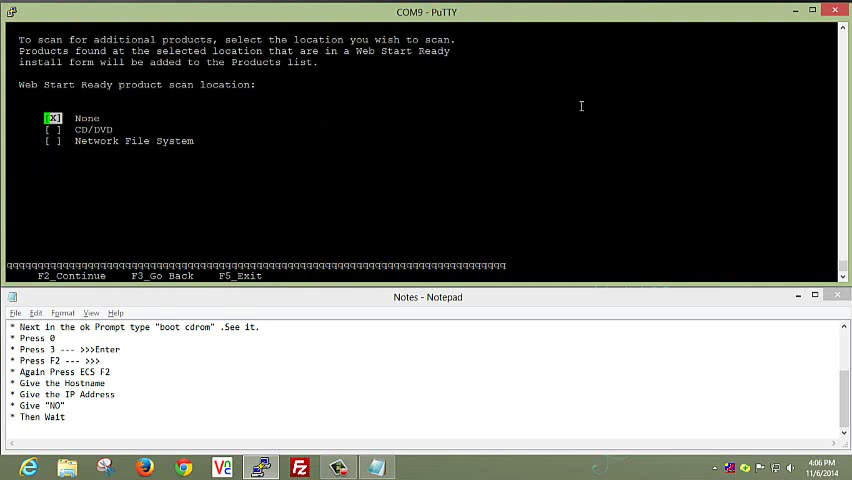 COM9 - PuTTY
To scan for additional products, select the location you wish to scan.
Products found at the selected location that are in a Web Start Ready
install form will be added to the Products list.
Web Start Ready product scan location:
[X] None
[ ] CD/DVD
[ ] Network File System
qqqqqqqqqqqqqqqqqqqqqqqqqqqqqqqqqqqqqqqqqqqqqqqqqqqqqqqqqqqqqqqqqqqqqqqqqqqqqqqq
F2_Continue F3_Go Back F5_Exit
Notes - Notepad
File Edit Format View Help
* Next in the ok Prompt type "boot cdrom" .See it.
* Press 0
* Press 3 --- >>>Enter
* Press F2 --- >>>
* Again Press ECS F2
* Give the Hostname
* Give the IP Address
* Give "NO"
* Then Wait
4:06 PM
11/6/2014